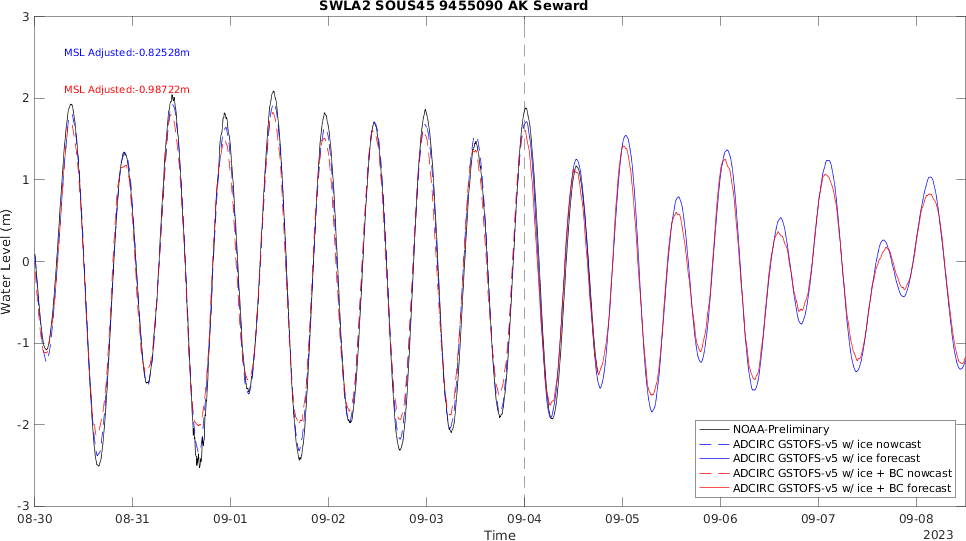 SWLA2 SOUS45 9455090 AK Seward
3
2
1
0
-1
-2
-3
Water Level (m)
MSL Adjusted:-0.82528m
MSL Adjusted:-0.98722m
NOAA-Preliminary
ADCIRC GSTOFS-v5 w/ ice nowcast
ADCIRC GSTOFS-v5 w/ ice forecast
ADCIRC GSTOFS-v5 w/ ice + BC nowcast
ADCIRC GSTOFS-v5 w/ ice + BC forecast
08-30 08-31 09-01 09-02 09-03 09-04 09-05 09-06 09-07 09-08
Time
2023